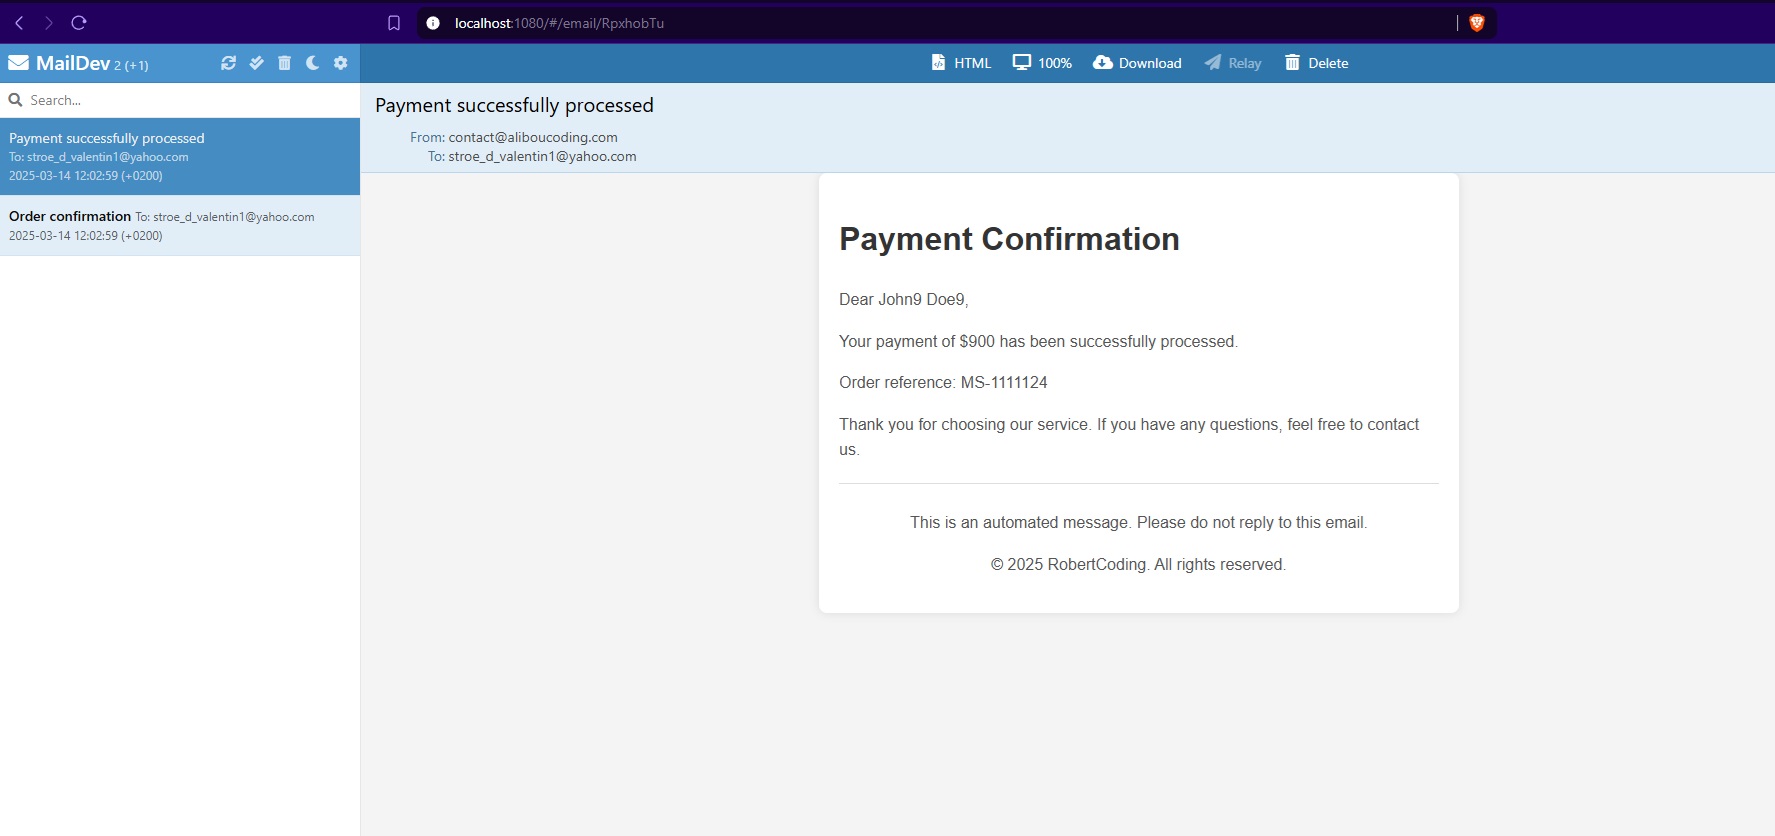 localhost:1080/#/email/RpxhobTu
MailDev 2 (+1)
HTML 100% Download Relay Delete
Search...
Payment successfully processed
To: stroe_d_valentin1@yahoo.com
2025-03-14 12:02:59 (+0200)
Order confirmation To: stroe_d_valentin1@yahoo.com
2025-03-14 12:02:59 (+0200)
Payment successfully processed
From: contact@aliboucoding.com
To: stroe_d_valentin1@yahoo.com
Payment Confirmation
Dear John9 Doe9,
Your payment of $900 has been successfully processed.
Order reference: MS-1111124
Thank you for choosing our service. If you have any questions, feel free to contact
us.
This is an automated message. Please do not reply to this email.
© 2025 RobertCoding. All rights reserved.